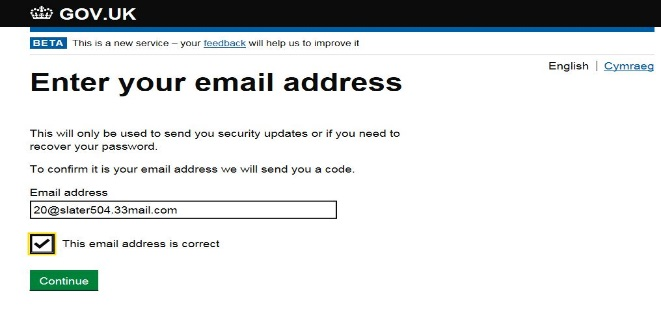 GOV.UK
BETA This is a new service – your feedback will help us to improve it
English | Cymraeg
Enter your email address
This will only be used to send you security updates or if you need to
recover your password.
To confirm it is your email address we will send you a code.
Email address
20@slater504.33mail.com
This email address is correct
Continue